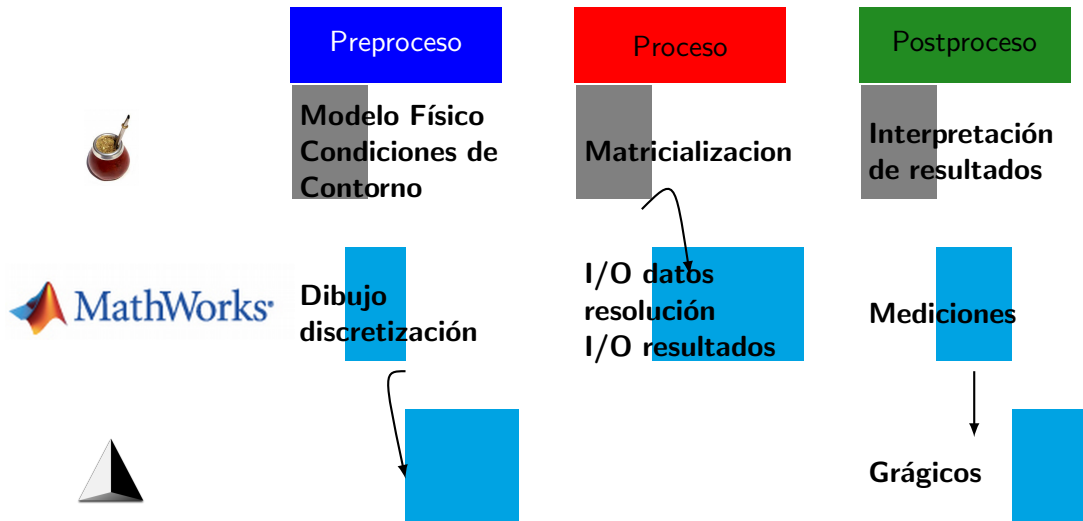 Preproceso
Proceso
Postproceso
Modelo Físico
Condiciones de
Contorno
Matricializacion
Interpretación
de resultados
MathWorks®
Dibujo
discretización
I/O datos
resolución
I/O resultados
Mediciones
Grágicos